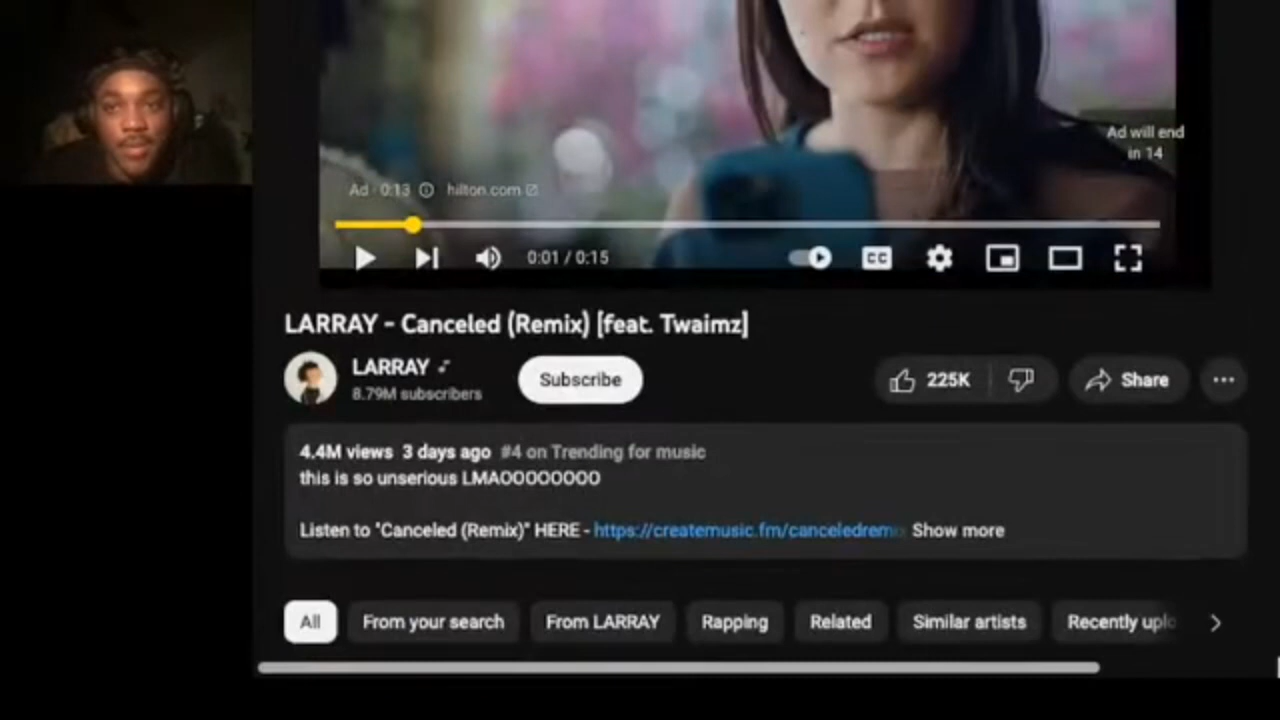 Ad will end
in 14
Ad · 0:13 hilton.com
0:01 / 0:15
CC
LARRAY - Canceled (Remix) [feat. Twaimz]
LARRAY
8.79M subscribers
Subscribe
225K
Share
4.4M views 3 days ago #4 on Trending for music
this is so unserious LMAOOOOOOOO
Listen to "Canceled (Remix)" HERE - https://createmusic.fm/canceledremi Show more
All
From your search
From LARRAY
Rapping
Related
Similar artists
Recently uplo